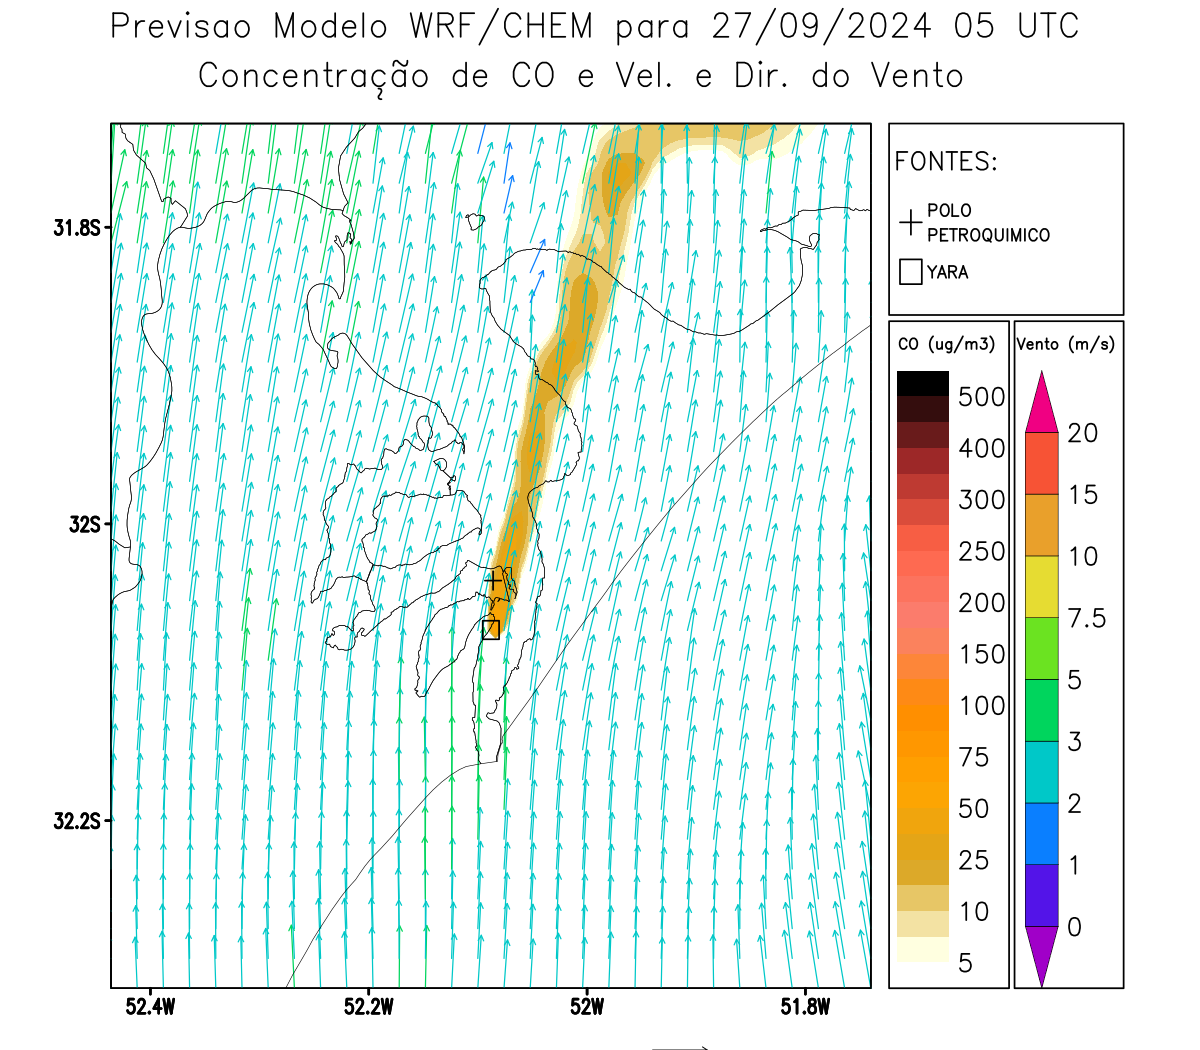 Previsao Modelo WRF/CHEM para 27/09/2024 05 UTC
Concentração de CO e Vel. e Dir. do Vento
FONTES:
POLO
PETROQUIMICO
YARA
CO (ug/m3)
500
400
300
250
200
150
100
75
50
25
10
5
Vento (m/s)
20
15
10
7.5
5
3
2
1
0
31.8S
32S
32.2S
52.4W
52.2W
52W
51.8W